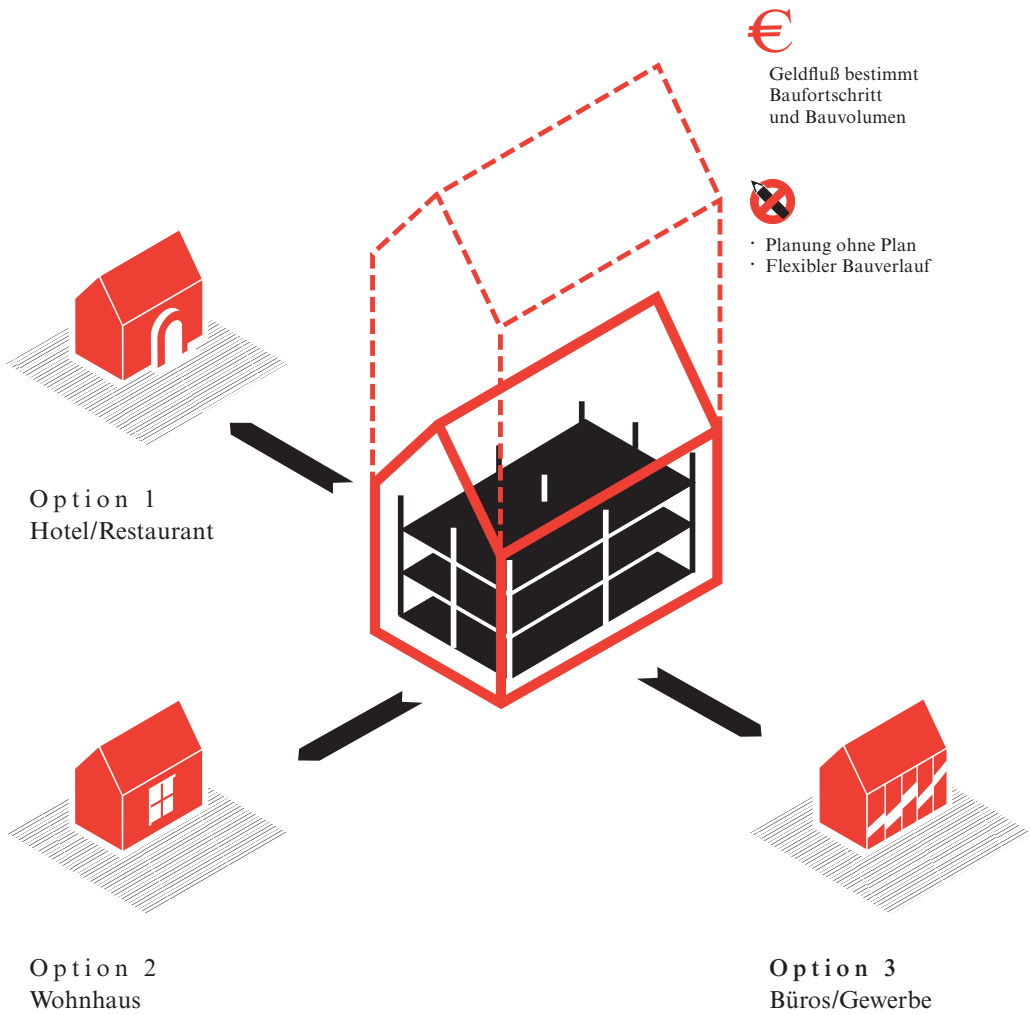 €
Geldfluß bestimmt
Baufortschritt
und Bauvolumen
· Planung ohne Plan
· Flexibler Bauverlauf
Option 1
Hotel/Restaurant
Option 2
Wohnhaus
Option 3
Büros/Gewerbe